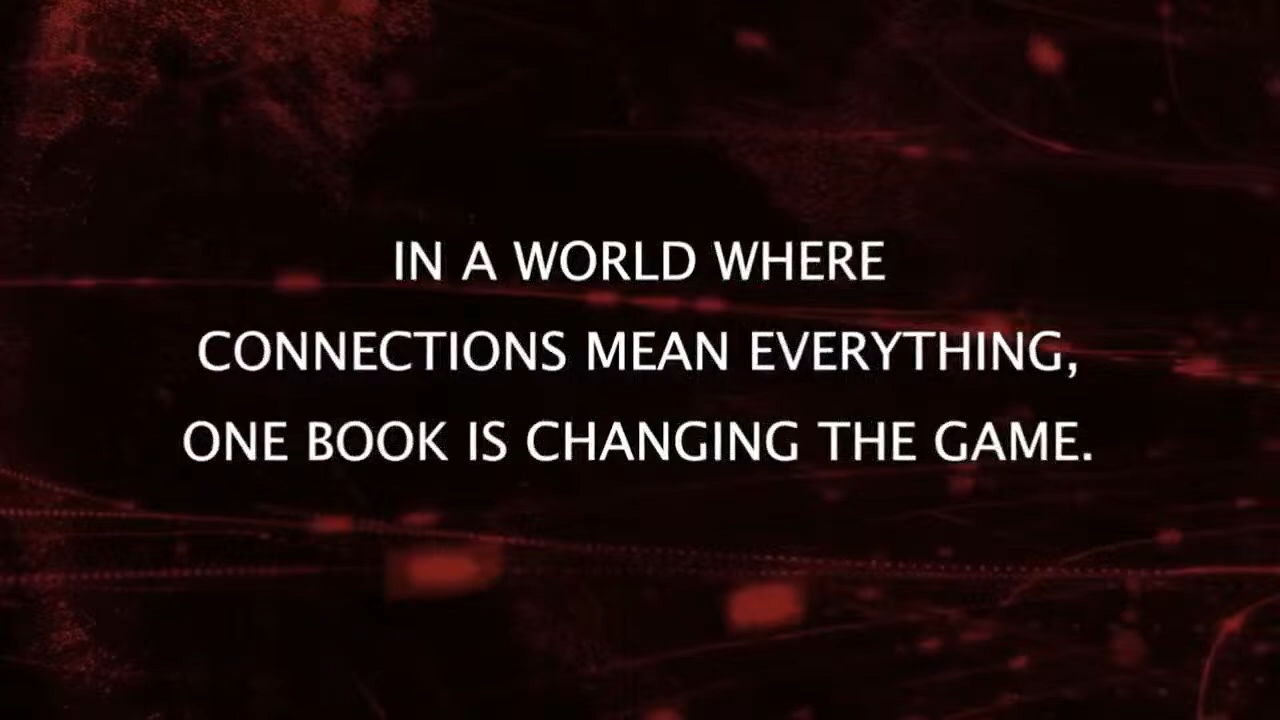 IN A WORLD WHERE
CONNECTIONS MEAN EVERYTHING,
ONE BOOK IS CHANGING THE GAME.